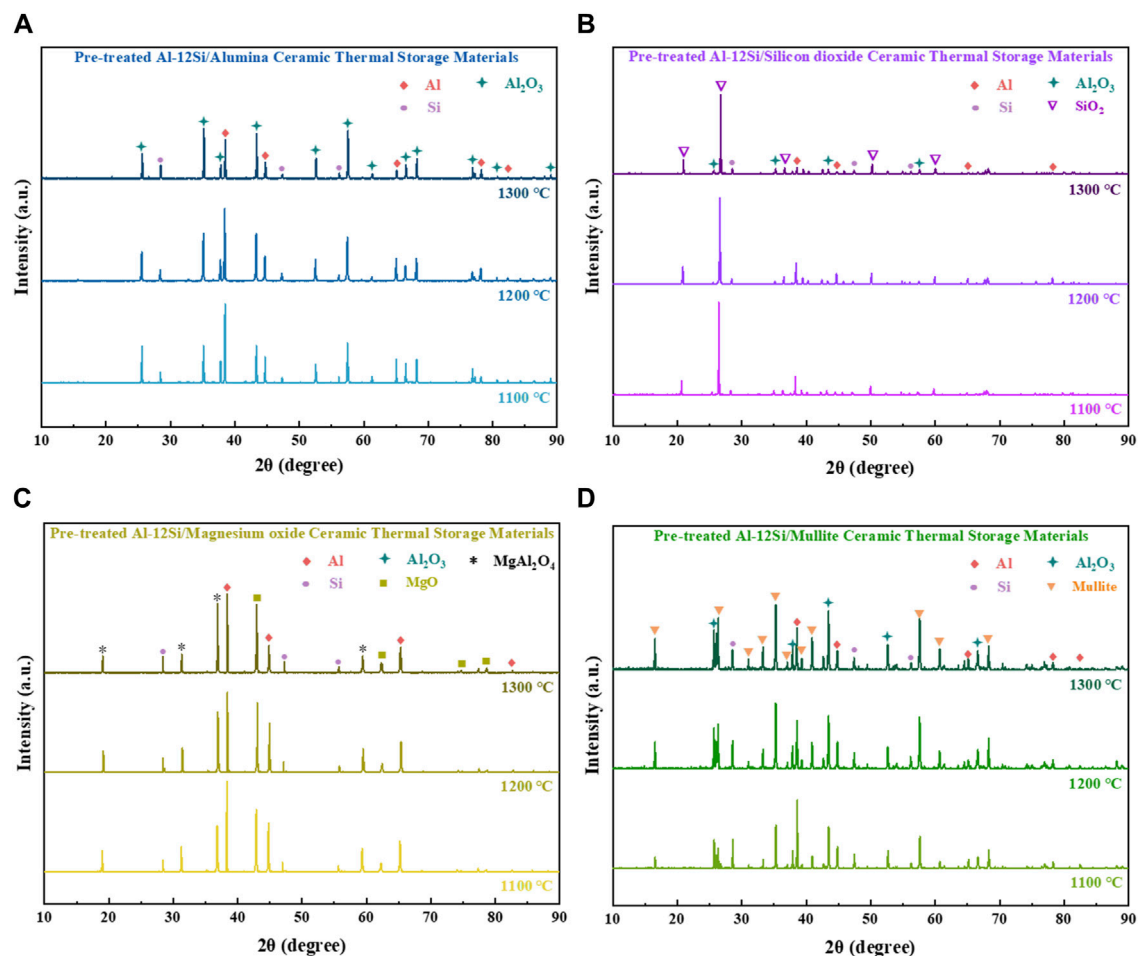 A
Pre-treated Al-12Si/Alumina Ceramic Thermal Storage Materials
Al
Al₂O₃
Si
1300 °C
1200 °C
1100 °C
Intensity (a.u.)
10 20 30 40 50 60 70 80 90
2θ (degree)
B
Pre-treated Al-12Si/Silicon dioxide Ceramic Thermal Storage Materials
Al
Al₂O₃
Si
SiO₂
1300 °C
1200 °C
1100 °C
Intensity (a.u.)
10 20 30 40 50 60 70 80 90
2θ (degree)
C
Pre-treated Al-12Si/Magnesium oxide Ceramic Thermal Storage Materials
Al
Al₂O₃
MgAl₂O₄
Si
MgO
1300 °C
1200 °C
1100 °C
Intensity (a.u.)
10 20 30 40 50 60 70 80 90
2θ (degree)
D
Pre-treated Al-12Si/Mullite Ceramic Thermal Storage Materials
Al
Al₂O₃
Si
Mullite
1300 °C
1200 °C
1100 °C
Intensity (a.u.)
10 20 30 40 50 60 70 80 90
2θ (degree)